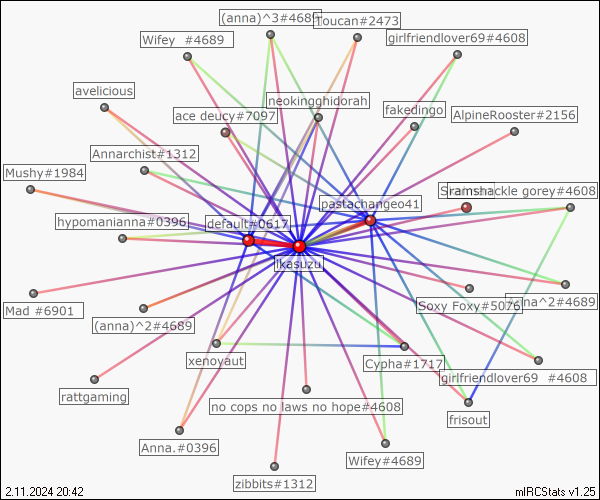 (anna)^3#4689
Toucan#2473
Wifey #4689
girlfriendlover69#4608
avelicious
neokingghidorah
ace deucy#7097
fakedingo
AlpineRooster#2156
Annarchist#1312
Mushy#1984
ramshackle gorey#4608
pastachangeo41
hypomanianna#0396
default#0617
ikasuzu
Mad #6901
Soxy Foxy#5076
^2#4689
(anna)^2#4689
xenoyaut
Cypha#1717
girlfriendlover69 #4608
rattgaming
no cops no laws no hope#4608
frisout
Anna.#0396
Wifey#4689
zibbits#1312
2.11.2024 20:42
mIRCStats v1.25